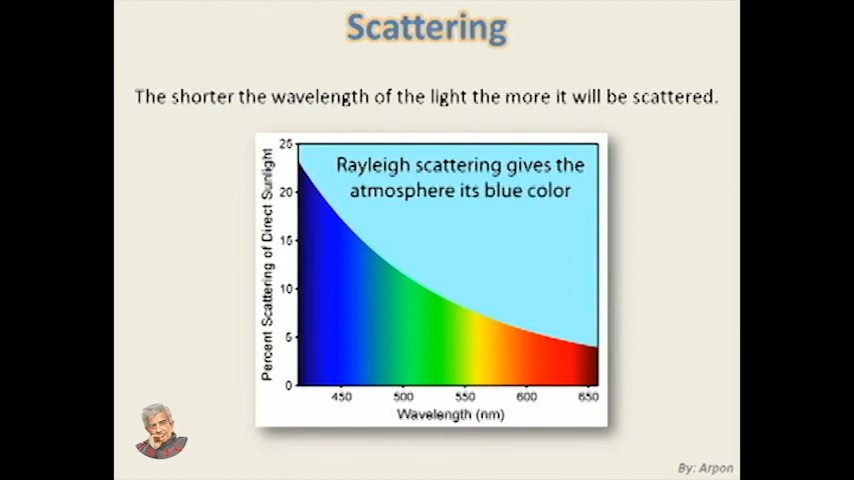 Scattering
The shorter the wavelength of the light the more it will be scattered.
Rayleigh scattering gives the
atmosphere its blue color
Percent Scattering of Direct Sunlight
25
20
15
10
5
0
450 500 550 600 650
Wavelength (nm)
By: Arpon